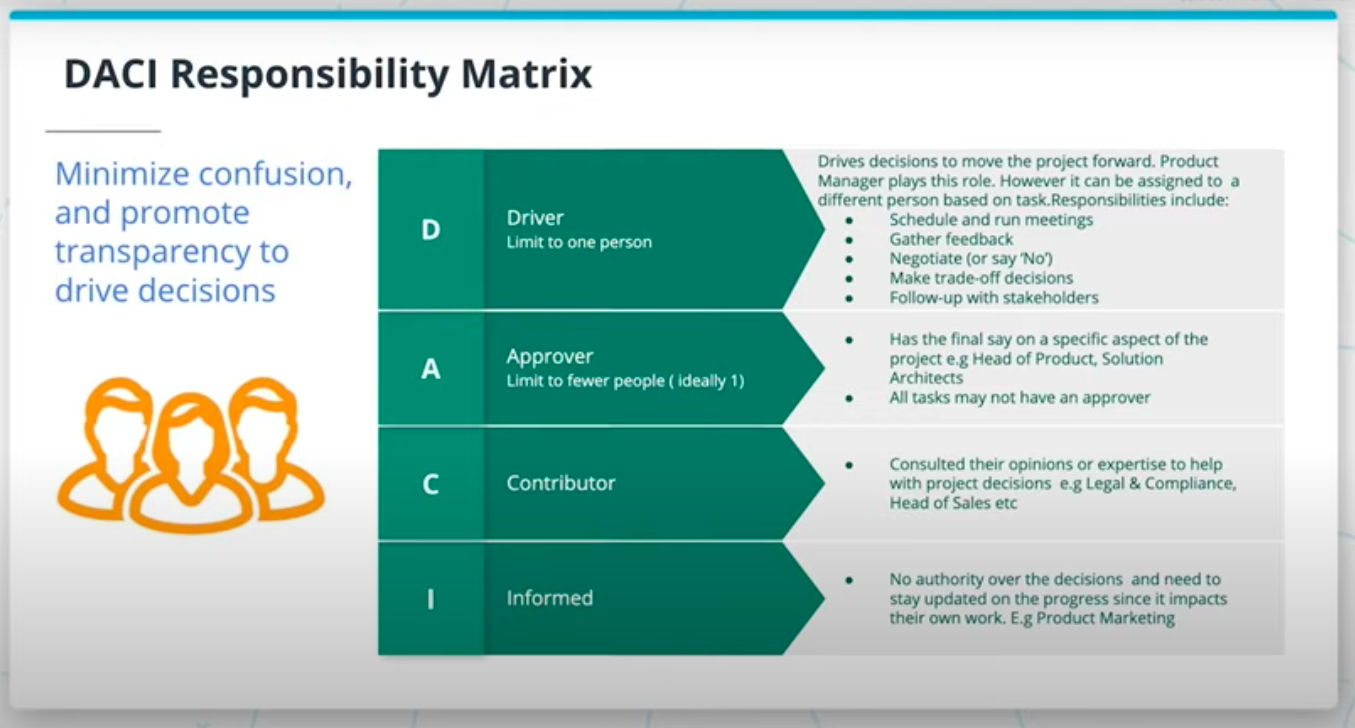 DACI Responsibility Matrix
Minimize confusion,
and promote
transparency to
drive decisions
D
Driver
Limit to one person
Drives decisions to move the project forward. Product
Manager plays this role. However it can be assigned to a
different person based on task.Responsibilities include:
● Schedule and run meetings
● Gather feedback
● Negotiate (or say ‘No’)
● Make trade-off decisions
● Follow-up with stakeholders
A
Approver
Limit to fewer people ( ideally 1)
● Has the final say on a specific aspect of the
project e.g Head of Product, Solution
Architects
● All tasks may not have an approver
C
Contributor
● Consulted their opinions or expertise to help
with project decisions e.g Legal & Compliance,
Head of Sales etc
I
Informed
● No authority over the decisions and need to
stay updated on the progress since it impacts
their own work. E.g Product Marketing